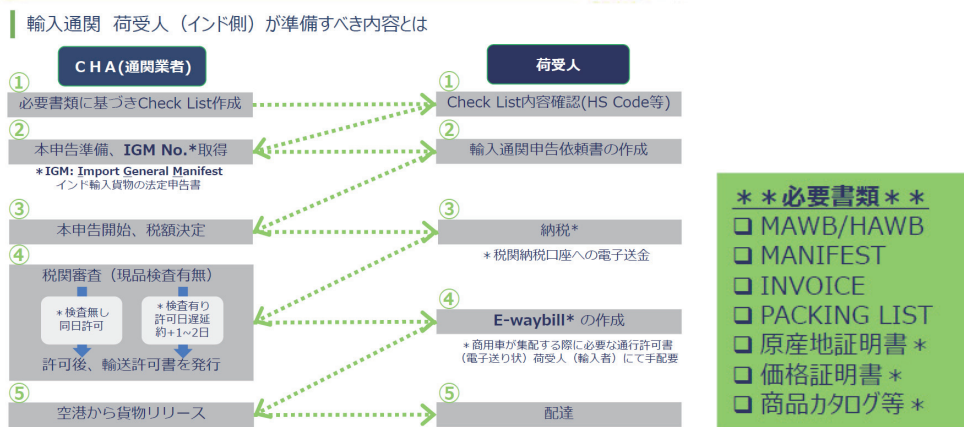 輸入通関 荷受人（インド側）が準備すべき内容とは
CHA(通関業者)
荷受人
①
必要書類に基づきCheck List作成
①
Check List内容確認(HS Code等)
②
本申告準備、IGM No.*取得
＊IGM: Import General Manifest
インド輸入貨物の法定申告書
②
輸入通関申告依頼書の作成
③
本申告開始、税額決定
③
納税*
＊税関納税口座への電子送金
④
税関審査（現品検査有無）
＊検査無し
同日許可
＊検査有り
許可日遅延
約+1~2日
許可後、輸送許可書を発行
④
E-waybill* の作成
＊商用車が集配する際に必要な通行許可書
（電子送り状）荷受人（輸入者）にて手配要
⑤
空港から貨物リリース
⑤
配達
＊＊必要書類＊＊
❑ MAWB/HAWB
❑ MANIFEST
❑ INVOICE
❑ PACKING LIST
❑ 原産地証明書＊
❑ 価格証明書＊
❑ 商品カタログ等＊